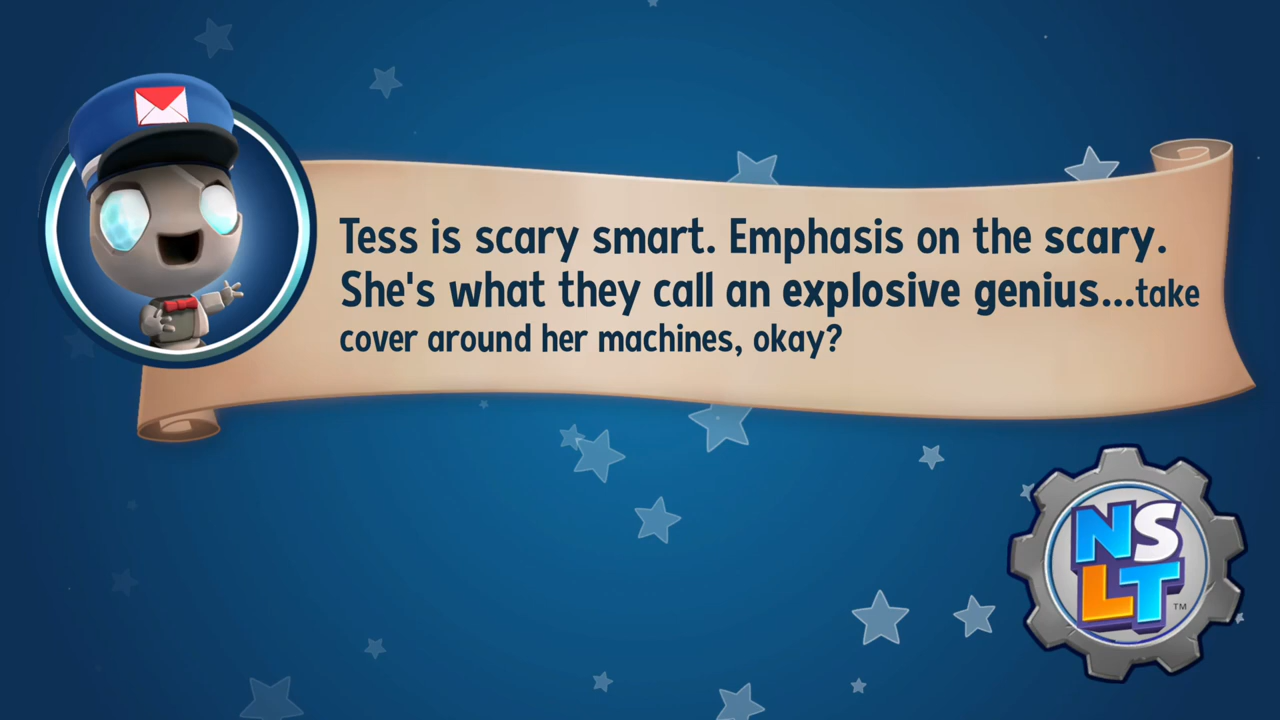 Tess is scary smart. Emphasis on the scary.
She's what they call an explosive genius...take
cover around her machines, okay?
NS
LT
TM